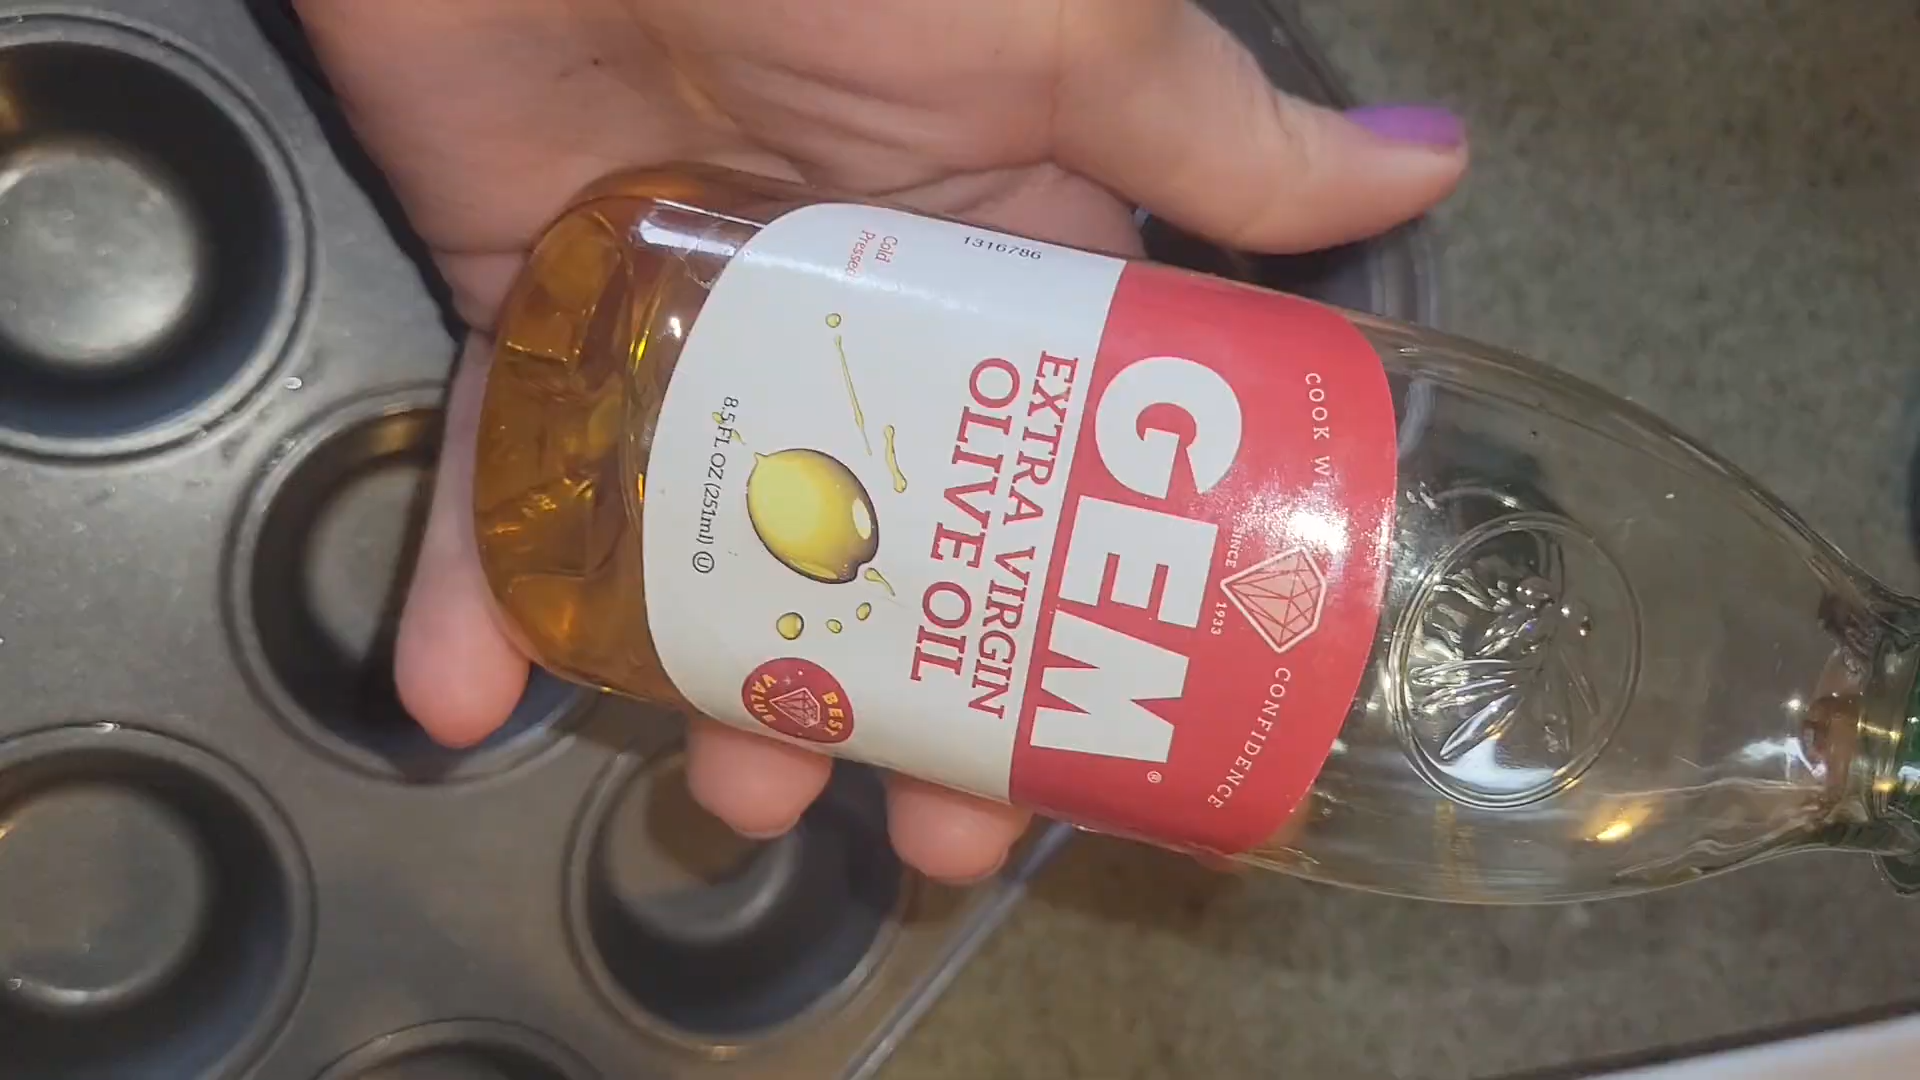 COOK WITH CONFIDENCE
SINCE 1933
GEM®
EXTRA VIRGIN
OLIVE OIL
1316786
Cold
Pressed
BEST
VALUE
8.5 FL OZ (251ml) U